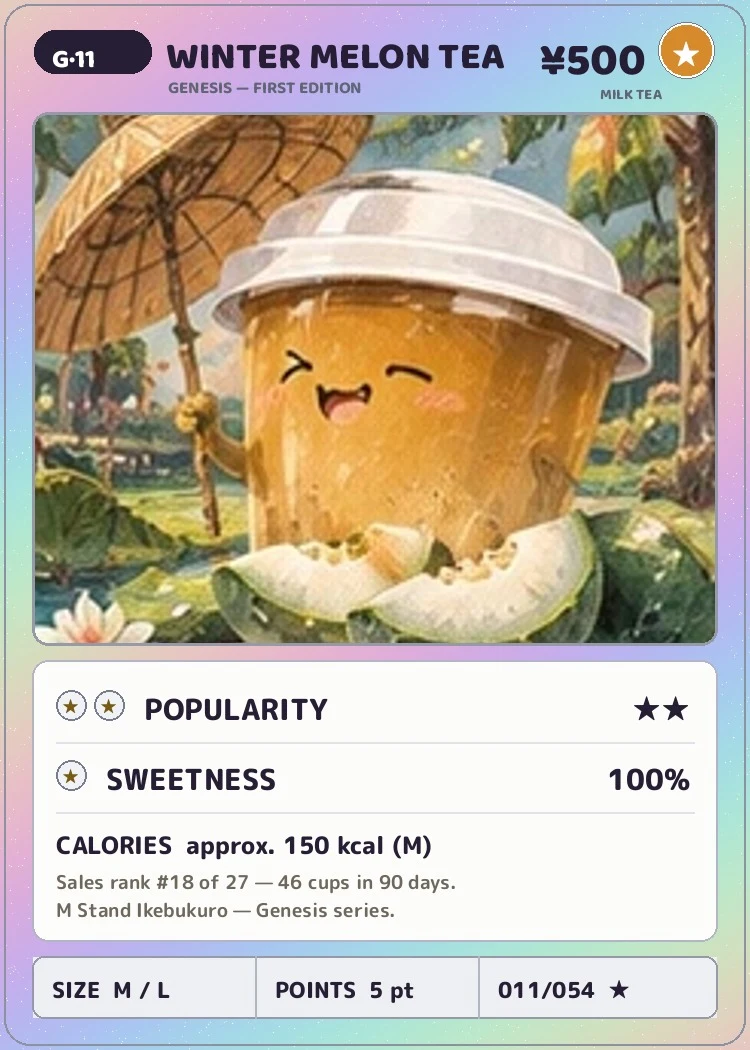 G·11
WINTER MELON TEA
¥500 ★
GENESIS — FIRST EDITION
MILK TEA
★ ★ POPULARITY ★★
★ SWEETNESS 100%
CALORIES approx. 150 kcal (M)
Sales rank #18 of 27 — 46 cups in 90 days.
M Stand Ikebukuro — Genesis series.
SIZE M / L
POINTS 5 pt
011/054 ★